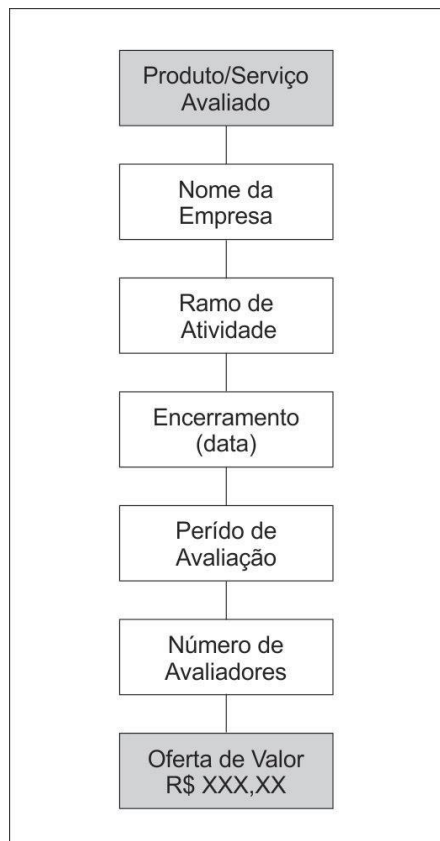 Produto/Serviço
Avaliado
Nome da
Empresa
Ramo de
Atividade
Encerramento
(data)
Perído de
Avaliação
Número de
Avaliadores
Oferta de Valor
R$ XXX,XX